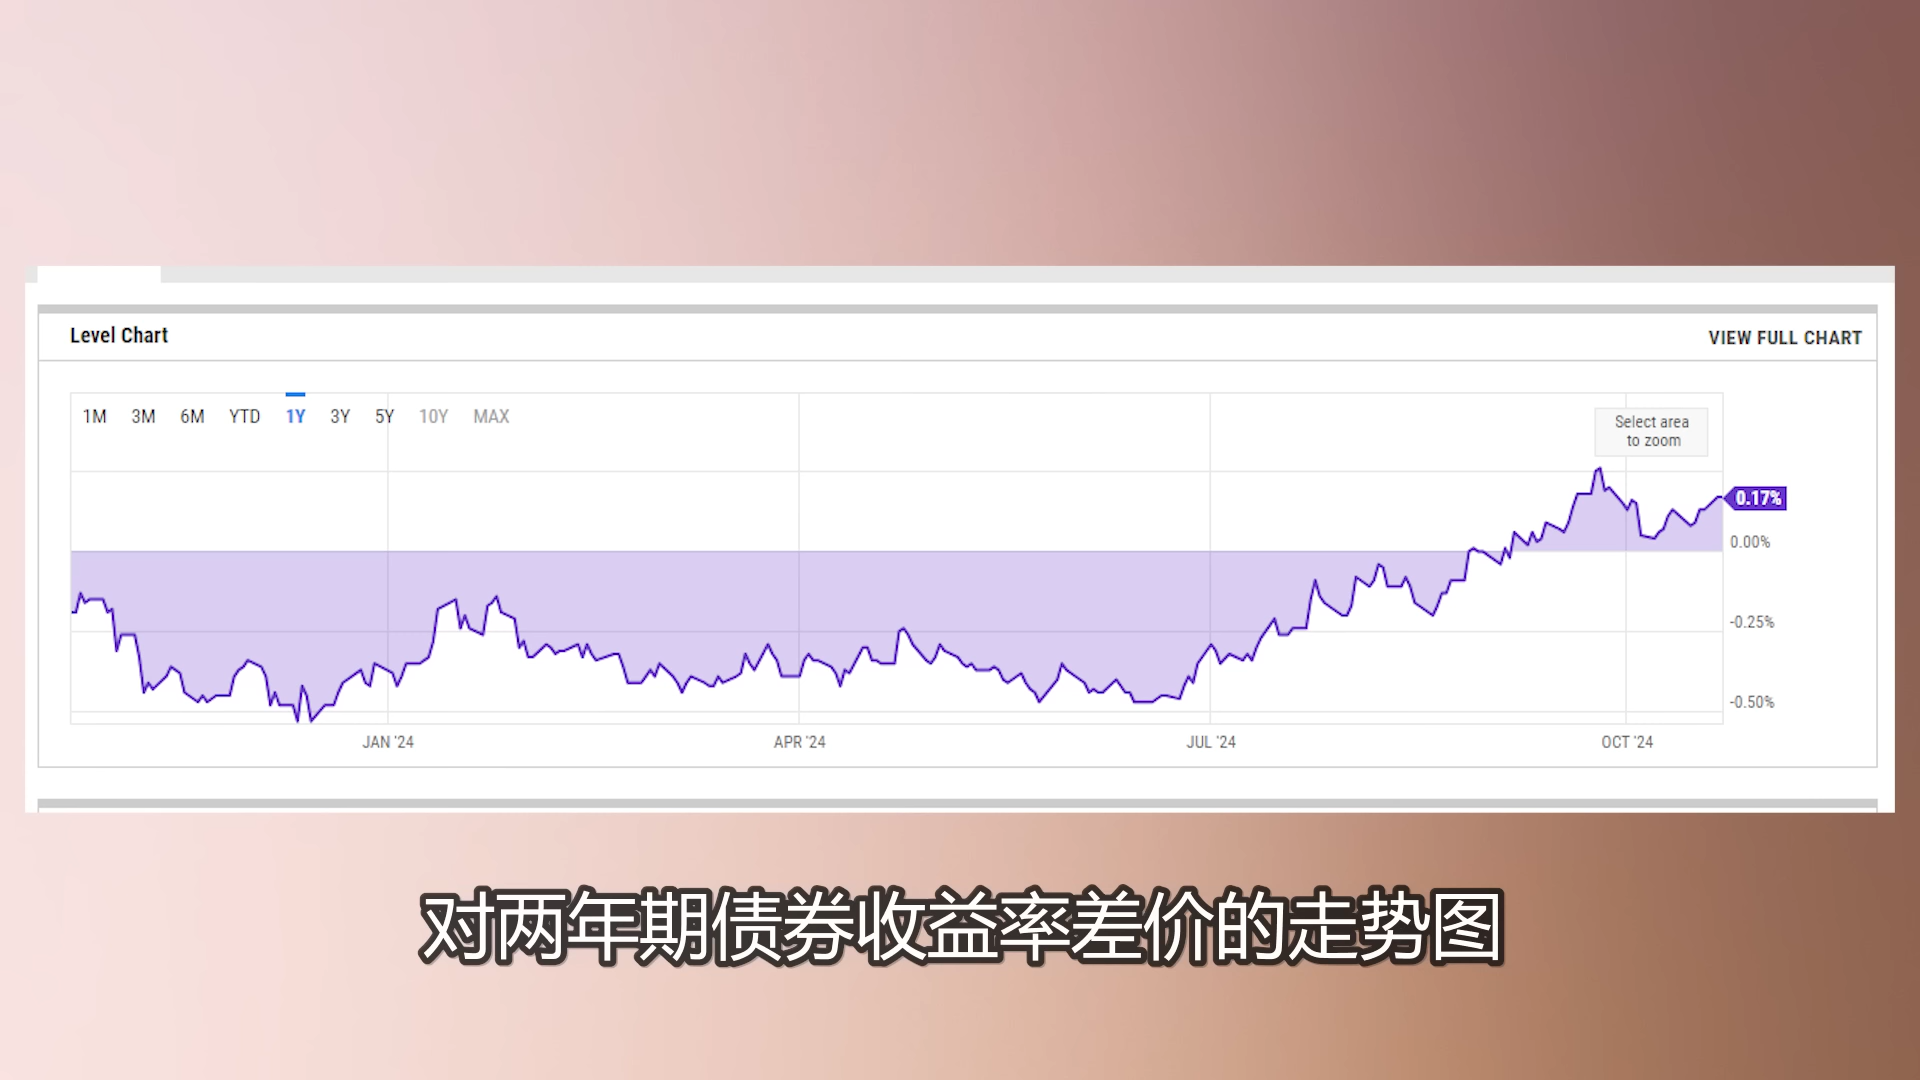 Level Chart
VIEW FULL CHART
1M 3M 6M YTD 1Y 3Y 5Y 10Y MAX
Select area
to zoom
0.17%
0.00%
-0.25%
-0.50%
JAN '24 APR '24 JUL '24 OCT '24
对两年期债券收益率差价的走势图